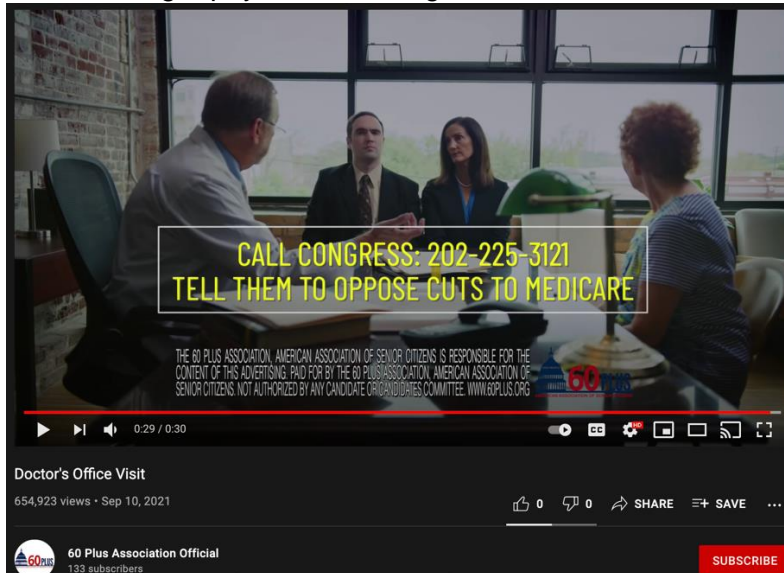 CALL CONGRESS: 202-225-3121
TELL THEM TO OPPOSE CUTS TO MEDICARE
THE 60 PLUS ASSOCIATION, AMERICAN ASSOCIATION OF SENIOR CITIZENS IS RESPONSIBLE FOR THE
CONTENT OF THIS ADVERTISING. PAID FOR BY THE 60 PLUS ASSOCIATION, AMERICAN ASSOCIATION OF
SENIOR CITIZENS. NOT AUTHORIZED BY ANY CANDIDATE OR CANDIDATES COMMITTEE. WWW.60PLUS.ORG
60 PLUS
0:29 / 0:30
CC
HD
Doctor's Office Visit
654,923 views • Sep 10, 2021
0
0
SHARE
SAVE
60 PLUS
60 Plus Association Official
133 subscribers
SUBSCRIBE